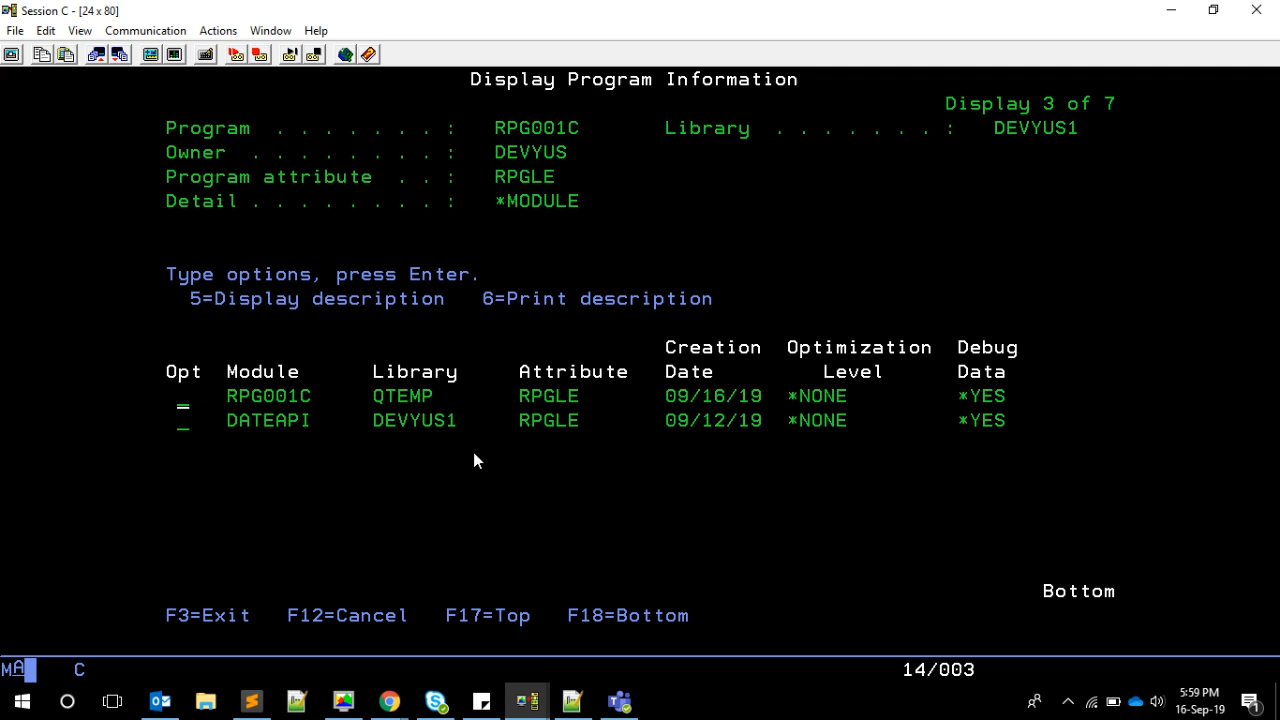 Session C - [24 x 80]
File Edit View Communication Actions Window Help
Display Program Information
Display 3 of 7
Program . . . . . . . : RPG001C Library . . . . . . . : DEVYUS1
Owner . . . . . . . . : DEVYUS
Program attribute . . : RPGLE
Detail . . . . . . . . : *MODULE
Type options, press Enter.
5=Display description 6=Print description
Creation Optimization Debug
Opt Module Library Attribute Date Level Data
_ RPG001C QTEMP RPGLE 09/16/19 *NONE *YES
_ DATEAPI DEVYUS1 RPGLE 09/12/19 *NONE *YES
Bottom
F3=Exit F12=Cancel F17=Top F18=Bottom
MA C 14/003
5:59 PM
16-Sep-19
1